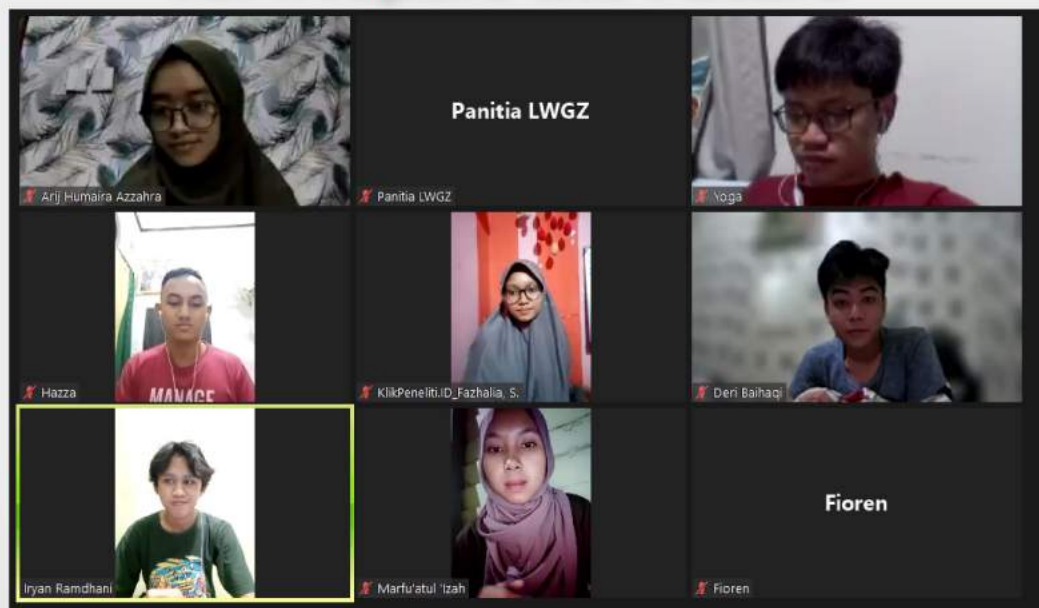 Arij Humaira Azzahra
Panitia LWGZ
Panitia LWGZ
Yoga
Hazza
MANAGE
KlikPeneliti.ID_Fazhalia, S.
Deri Baihaqi
Iryan Ramdhani
Marfu'atul 'Izah
Fioren
Fioren